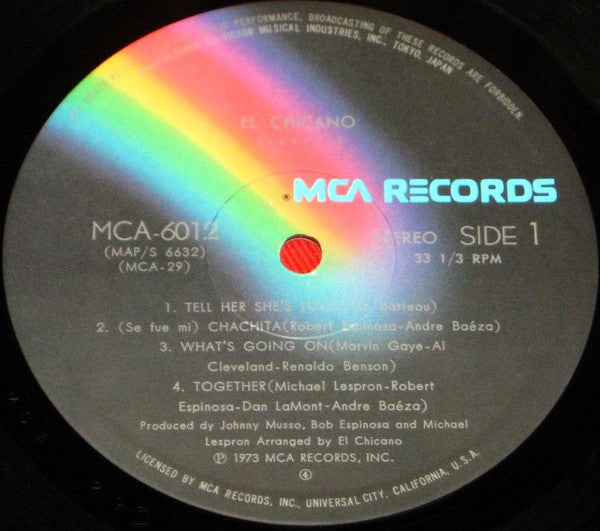 PERFORMANCE, BROADCASTING OF THESE RECORDS ARE FORBIDDEN.
VICTOR MUSICAL INDUSTRIES, INC., TOKYO, JAPAN
EL CHICANO
® MCA RECORDS
MCA-6012
(MAP/S 6632)
(MCA-29)
STEREO SIDE 1
33 1/3 RPM
1. TELL HER SHE'S Batteau)
2. (Se fue mi) CHACHITA(Robert Espinosa-Andre Baéza)
3. WHAT'S GOING ON(Marvin Gaye-Al
Cleveland-Renaldo Benson)
4. TOGETHER(Michael Lespron-Robert
Espinosa-Dan LaMont-Andre Baéza)
Produced by Johnny Musso, Bob Espinosa and Michael
Lespron Arranged by El Chicano
Ⓟ 1973 MCA RECORDS, INC.
④
LICENSED BY MCA RECORDS, INC., UNIVERSAL CITY, CALIFORNIA, U.S.A.